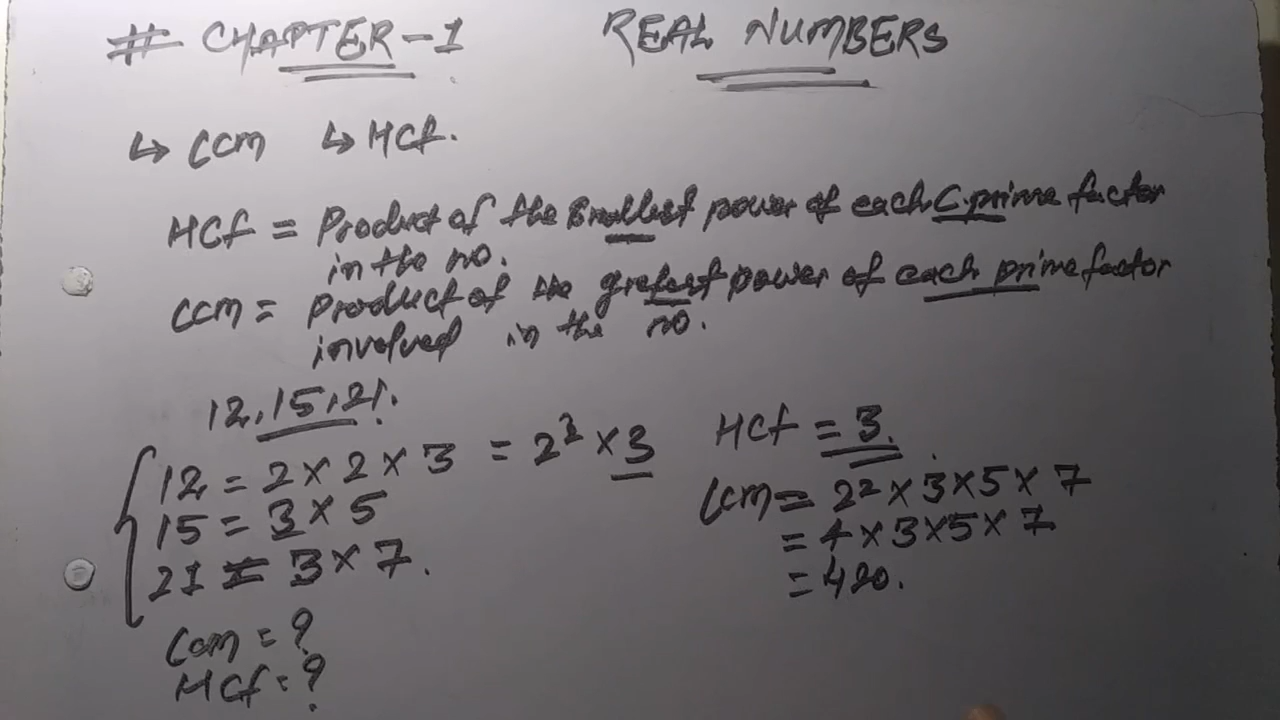 # CHAPTER-1 REAL NUMBERS
↳ LCM ↳ HCf.
HCf = Product of the smallest power of each C.prime factor
in the no.
LCM = Product of the gretest power of each prime factor
involved in the no.
12,15,21.
12 = 2 × 2 × 3 = 2² × 3
15 = 3 × 5
21 = 3 × 7.
LCM = ?
HCf = ?
HCf = 3.
LCM = 2² × 3 × 5 × 7
= 4 × 3 × 5 × 7
= 420.